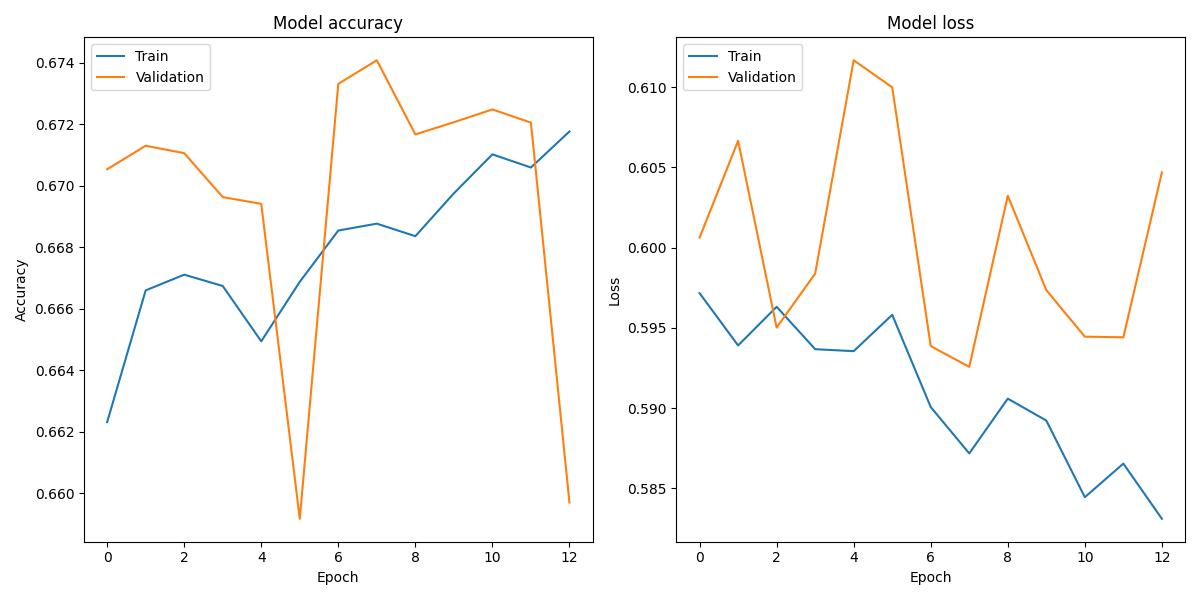 Model accuracy
Train
Validation
0.674
0.672
0.670
0.668
0.666
0.664
0.662
0.660
Accuracy
0 2 4 6 8 10 12
Epoch
Model loss
Train
Validation
0.610
0.605
0.600
0.595
0.590
0.585
Loss
0 2 4 6 8 10 12
Epoch